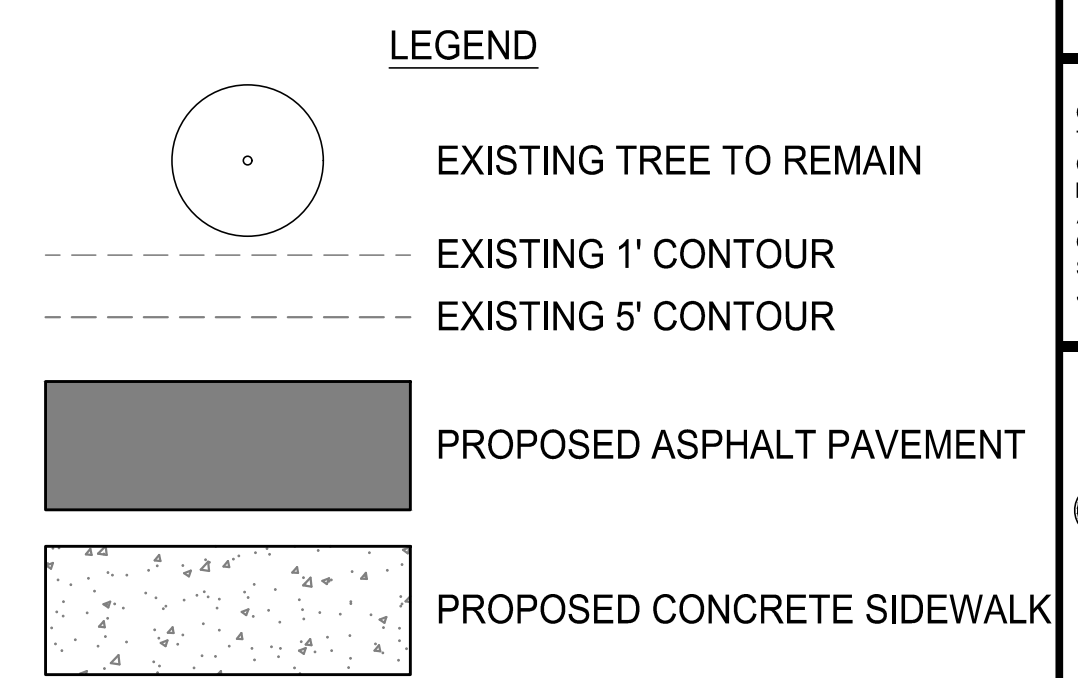 LEGEND
EXISTING TREE TO REMAIN
EXISTING 1' CONTOUR
EXISTING 5' CONTOUR
PROPOSED ASPHALT PAVEMENT
PROPOSED CONCRETE SIDEWALK